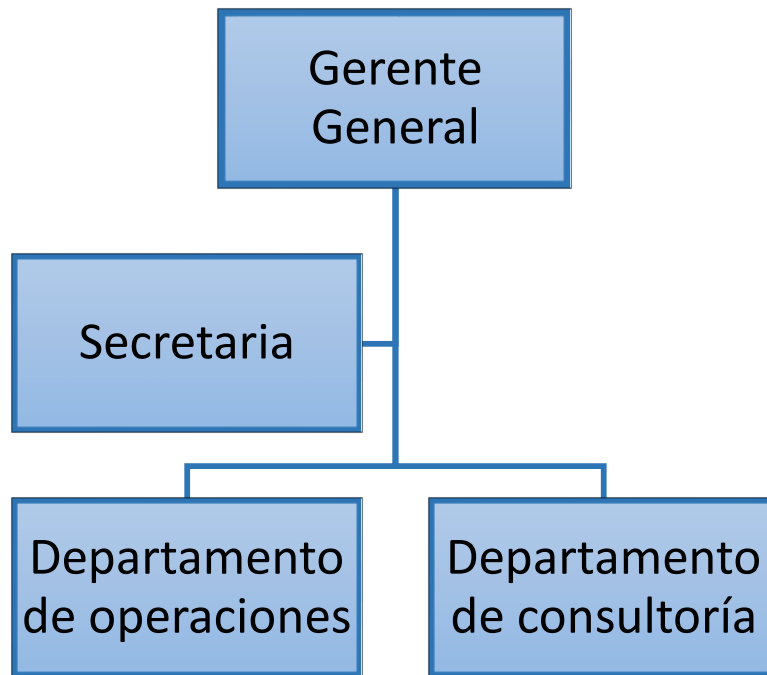 Gerente
General
Secretaria
Departamento
de operaciones
Departamento
de consultoría